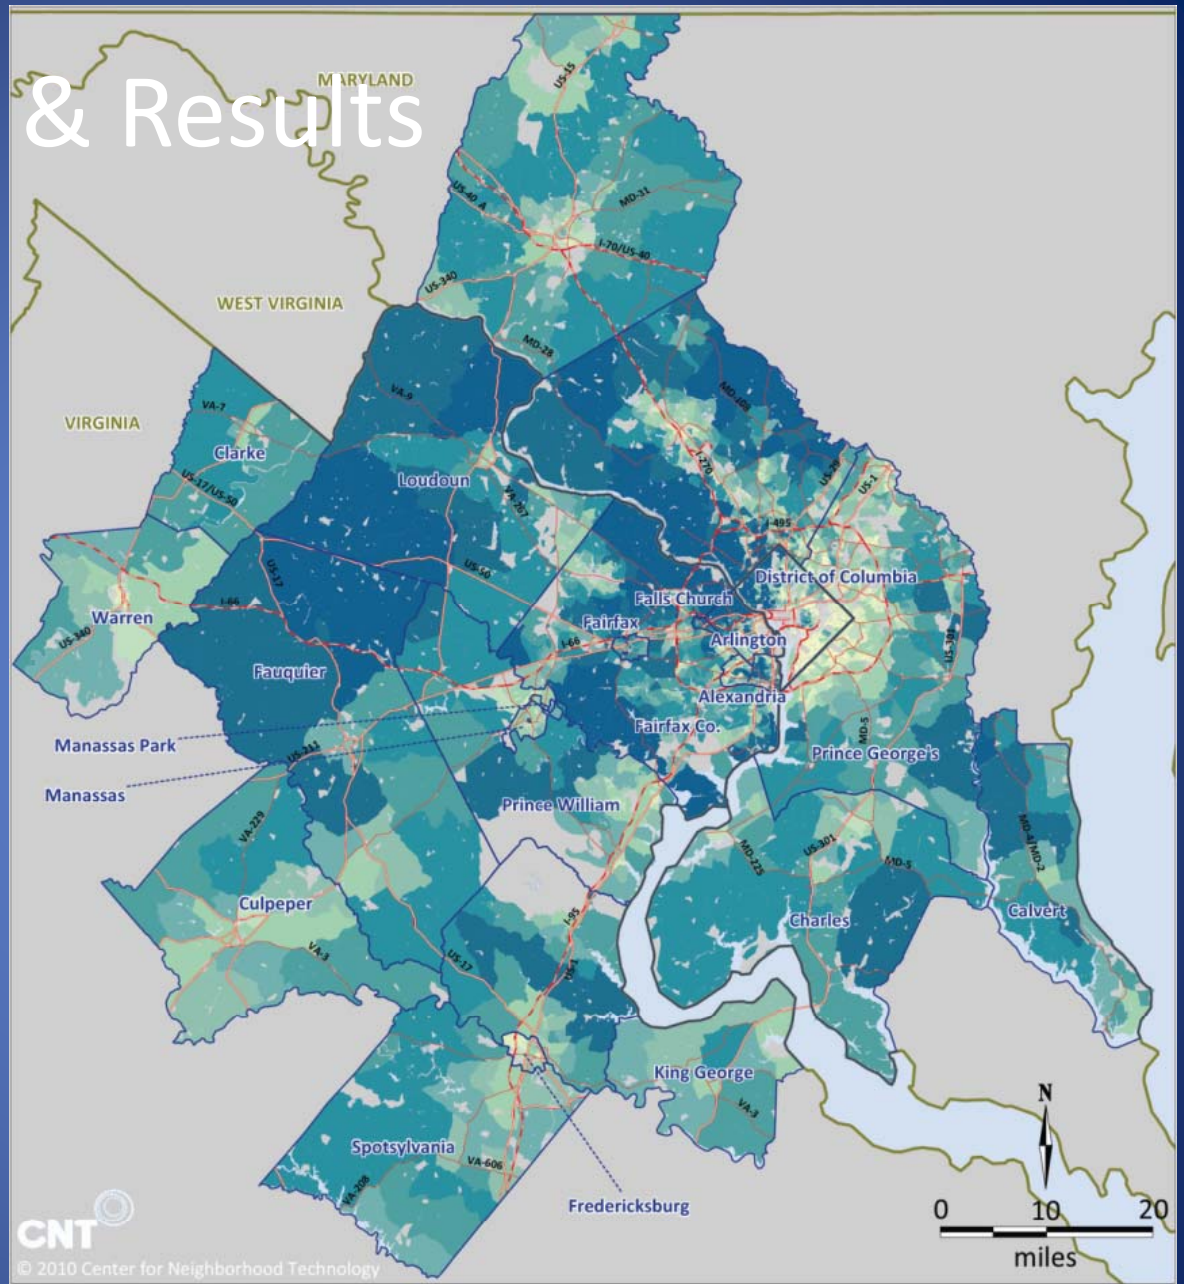 & Results
MARYLAND
US-15
US-40 A
MD-31
I-70/US-40
US-340
WEST VIRGINIA
MD-28
VA-9
MD-108
VIRGINIA
VA-7
Clarke
US-17/US-50
Loudoun
VA-267
I-270
US-29
US-1
I-495
US-17
US-50
District of Columbia
I-66
Falls Church
Warren
Fairfax
Arlington
I-66
US-340
US-301
Fauquier
Alexandria
Fairfax Co.
MD-5
Manassas Park
US-211
Prince George's
Manassas
Prince William
VA-229
US-301
MD-4/MD-2
MD-225
MD-5
Culpeper
I-95
Charles
Calvert
VA-3
US-17
US-1
King George
VA-3
N
Spotsylvania
VA-606
VA-208
Fredericksburg
0 10 20
miles
CNT
© 2010 Center for Neighborhood Technology